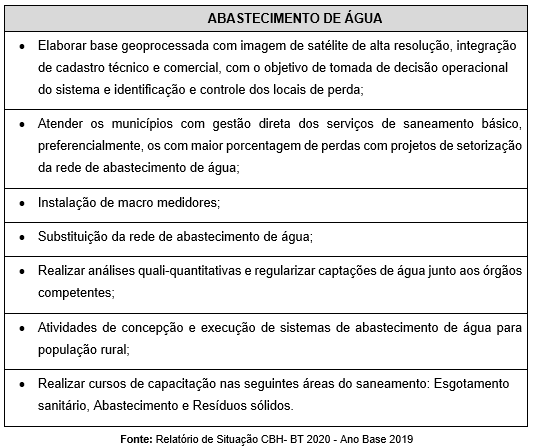 ABASTECIMENTO DE ÁGUA
• Elaborar base geoprocessada com imagem de satélite de alta resolução, integração
de cadastro técnico e comercial, com o objetivo de tomada de decisão operacional
do sistema e identificação e controle dos locais de perda;
• Atender os municípios com gestão direta dos serviços de saneamento básico,
preferencialmente, os com maior porcentagem de perdas com projetos de setorização
da rede de abastecimento de água;
• Instalação de macro medidores;
• Substituição da rede de abastecimento de água;
• Realizar análises quali-quantitativas e regularizar captações de água junto aos órgãos
competentes;
• Atividades de concepção e execução de sistemas de abastecimento de água para
população rural;
• Realizar cursos de capacitação nas seguintes áreas do saneamento: Esgotamento
sanitário, Abastecimento e Resíduos sólidos.
Fonte: Relatório de Situação CBH- BT 2020 - Ano Base 2019